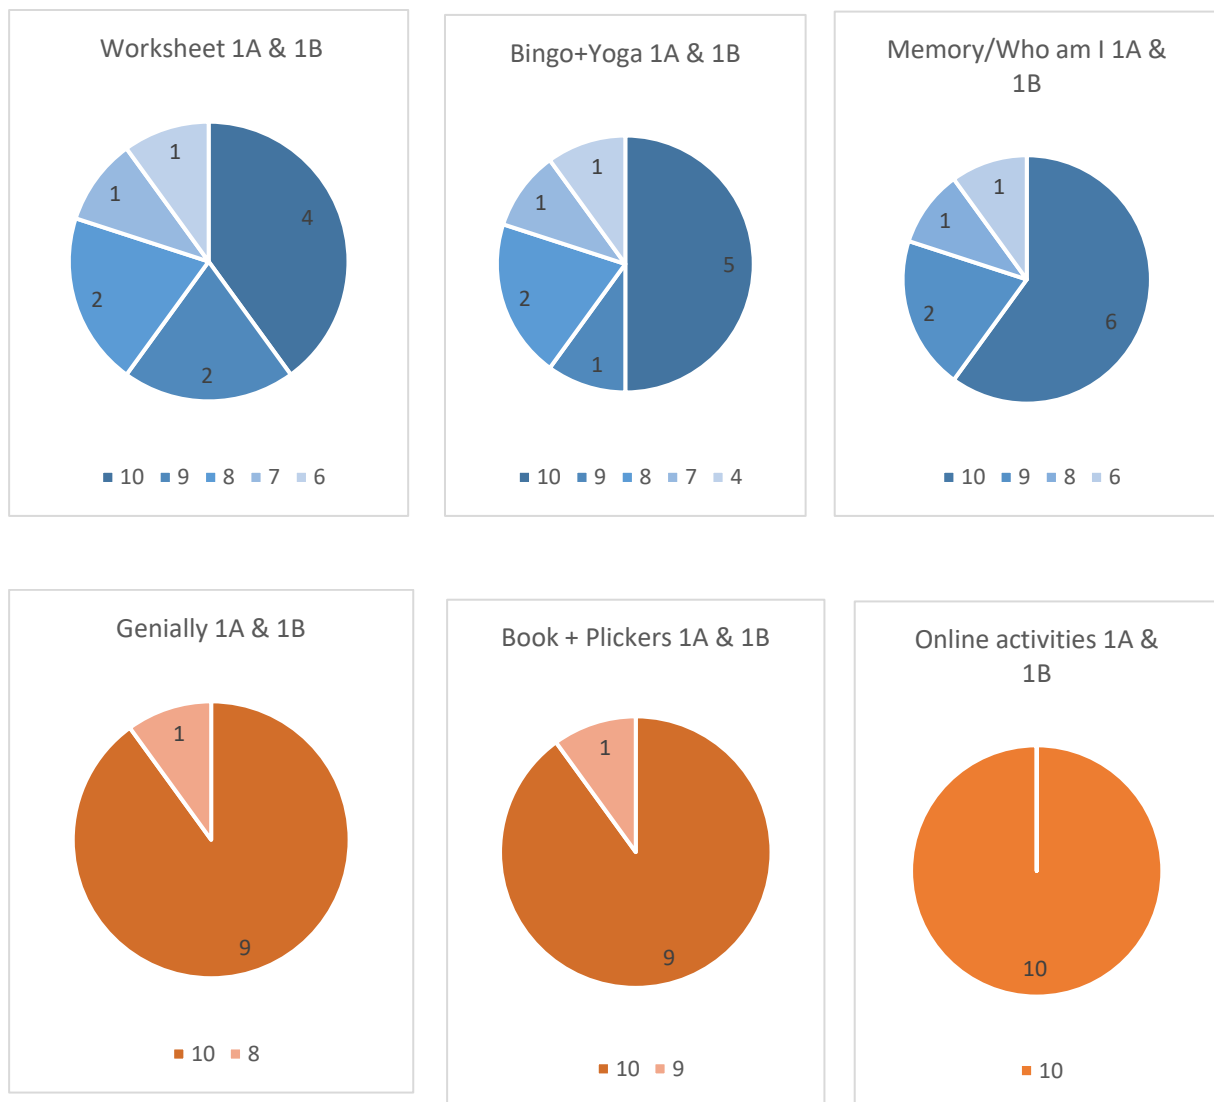 Worksheet 1A & 1B
1
4
1
2
2
10 9 8 7 6
Bingo+Yoga 1A & 1B
1
1
5
2
1
10 9 8 7 4
Memory/Who am I 1A &
1B
1
1
2
6
10 9 8 6
Genially 1A & 1B
1
9
10 8
Book + Plickers 1A & 1B
1
9
10 9
Online activities 1A &
1B
10
10